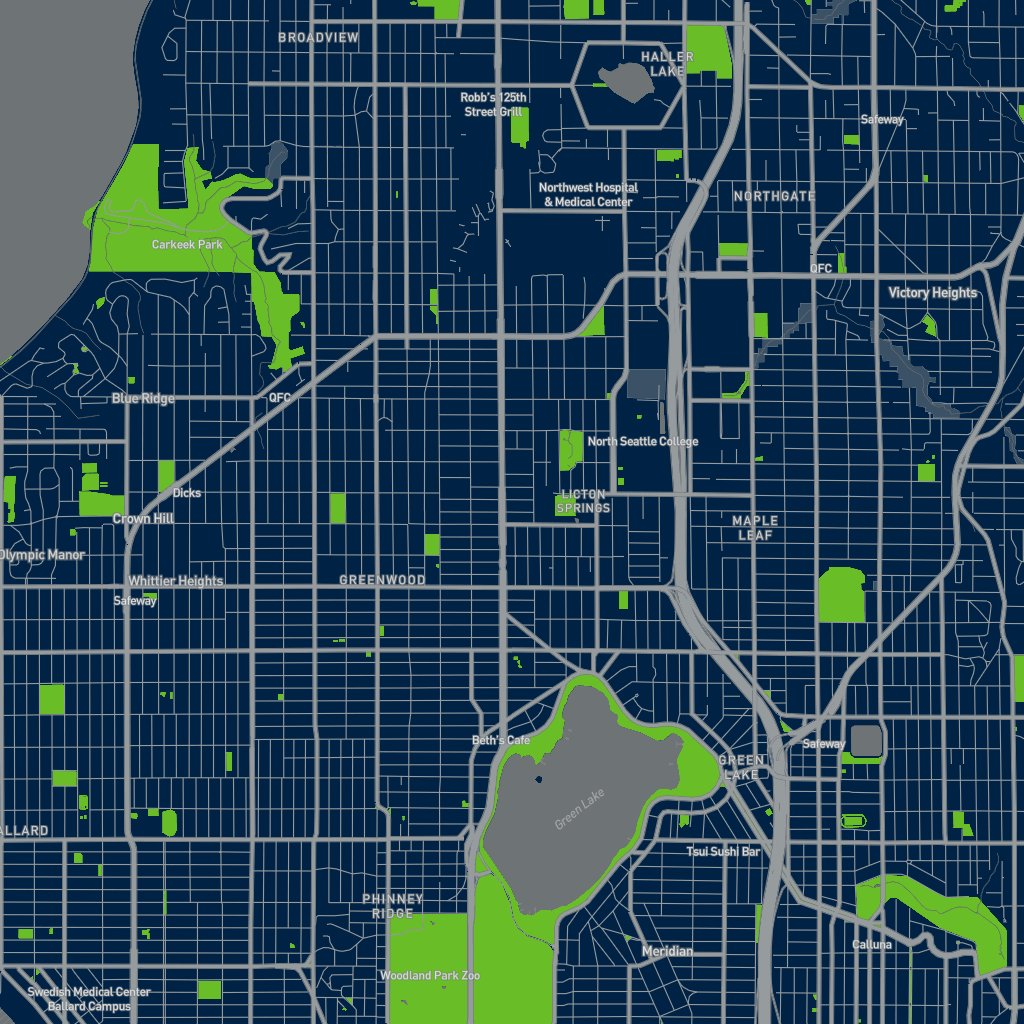 BROADVIEW
HALLER
LAKE
Robb's 125th
Street Grill
Safeway
Northwest Hospital
& Medical Center
NORTHGATE
Carkeek Park
QFC
Victory Heights
Blue Ridge
QFC
North Seattle College
Dicks
LICTON
SPRINGS
Crown Hill
MAPLE
LEAF
Olympic Manor
Whittier Heights
GREENWOOD
Safeway
Beth's Cafe
Safeway
GREEN
LAKE
Green Lake
ALLARD
Tsui Sushi Bar
PHINNEY
RIDGE
Calluna
Meridian
Woodland Park Zoo
Swedish Medical Center
Ballard Campus